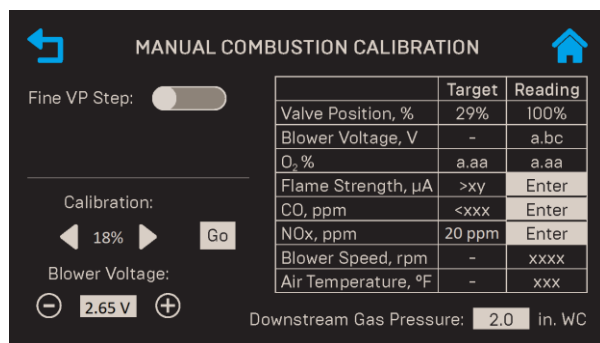 MANUAL COMBUSTION CALIBRATION
Fine VP Step:
Target Reading
Valve Position, % 29% 100%
Blower Voltage, V - a.bc
O₂ % a.aa a.aa
Flame Strength, µA >xy Enter
CO, ppm <xxx Enter
NOx, ppm 20 ppm Enter
Blower Speed, rpm - xxxx
Air Temperature, ºF - xxx
Calibration:
18% Go
Blower Voltage:
2.65 V
Downstream Gas Pressure: 2.0 in. WC